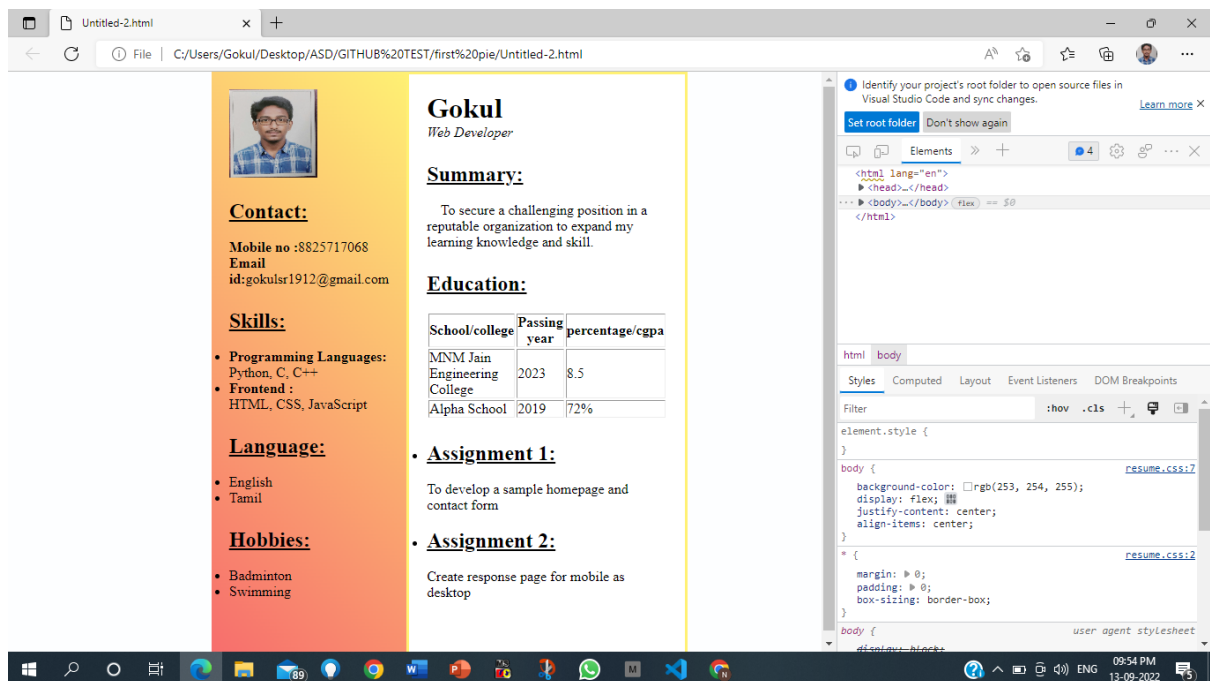 Untitled-2.html
File
C:/Users/Gokul/Desktop/ASD/GITHUB%20TEST/first%20pie/Untitled-2.html
Contact:
Mobile no :8825717068
Email
id:gokulsr1912@gmail.com
Skills:
Programming Languages:
Python, C, C++
Frontend :
HTML, CSS, JavaScript
Language:
English
Tamil
Hobbies:
Badminton
Swimming
Gokul
Web Developer
Summary:
To secure a challenging position in a
reputable organization to expand my
learning knowledge and skill.
Education:
School/college Passing year percentage/cgpa
MNM Jain Engineering College 2023 8.5
Alpha School 2019 72%
Assignment 1:
To develop a sample homepage and
contact form
Assignment 2:
Create response page for mobile as
desktop
Identify your project's root folder to open source files in
Visual Studio Code and sync changes.
Learn more
Set root folder Don't show again
Elements 4
<html lang="en">
<head>…</head>
<body>…</body> flex == $0
</html>
html body
Styles Computed Layout Event Listeners DOM Breakpoints
Filter :hov .cls
element.style {
}
body { resume.css:7
background-color: rgb(253, 254, 255);
display: flex;
justify-content: center;
align-items: center;
}
* { resume.css:2
margin: 0;
padding: 0;
box-sizing: border-box;
}
body { user agent stylesheet
display: block;
89
ENG
09:54 PM
13-09-2022
5